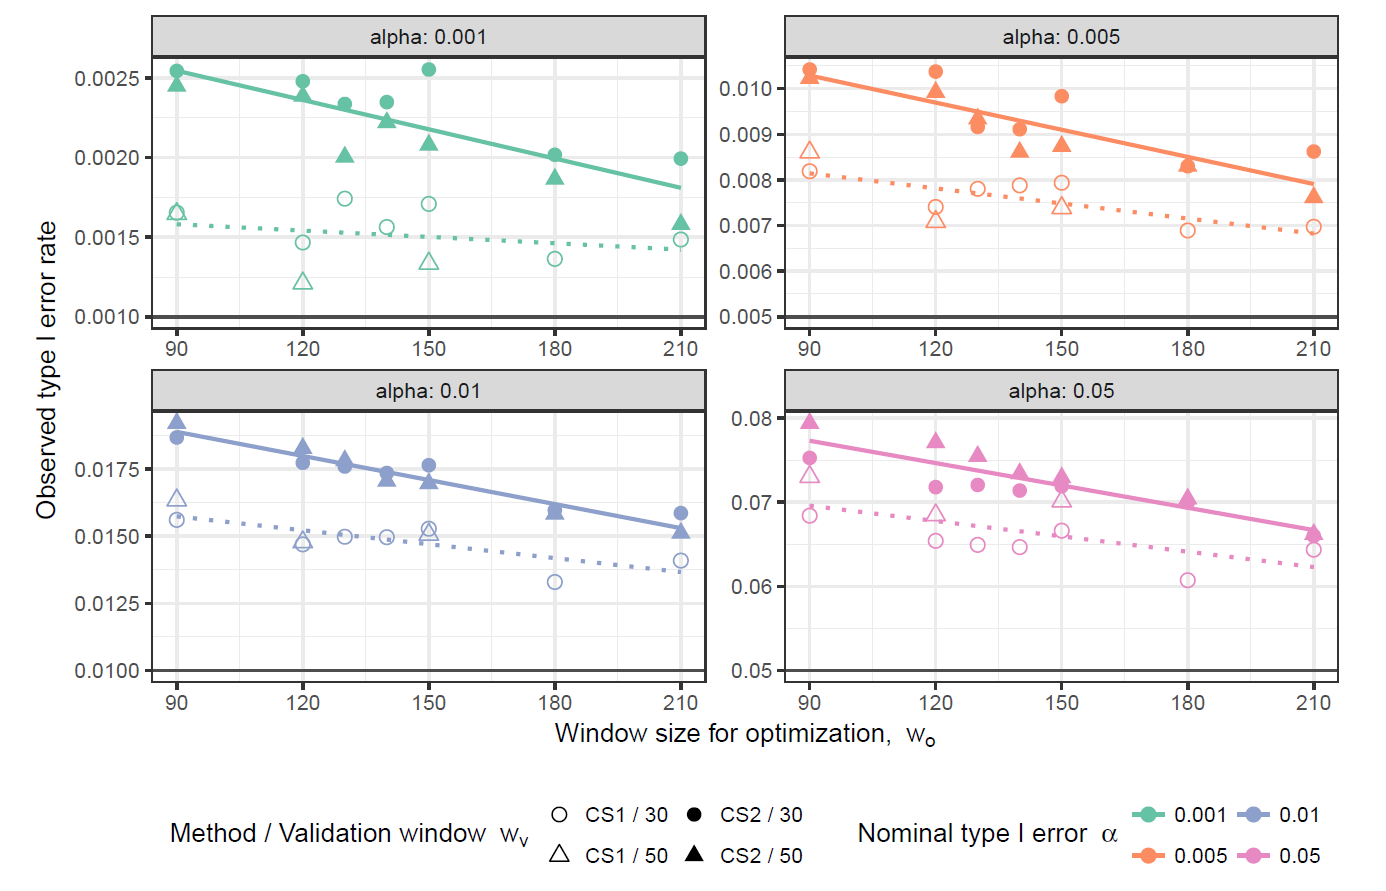 alpha: 0.001
alpha: 0.005
0.0025
0.0020
0.0015
0.0010
90 120 150 180 210
0.010
0.009
0.008
0.007
0.006
0.005
90 120 150 180 210
Observed type I error rate
alpha: 0.01
alpha: 0.05
0.0175
0.0150
0.0125
0.0100
90 120 150 180 210
0.08
0.07
0.06
0.05
90 120 150 180 210
Window size for optimization, wo
Method / Validation window wv
CS1 / 30 CS2 / 30
CS1 / 50 CS2 / 50
Nominal type I error α
0.001 0.01
0.005 0.05